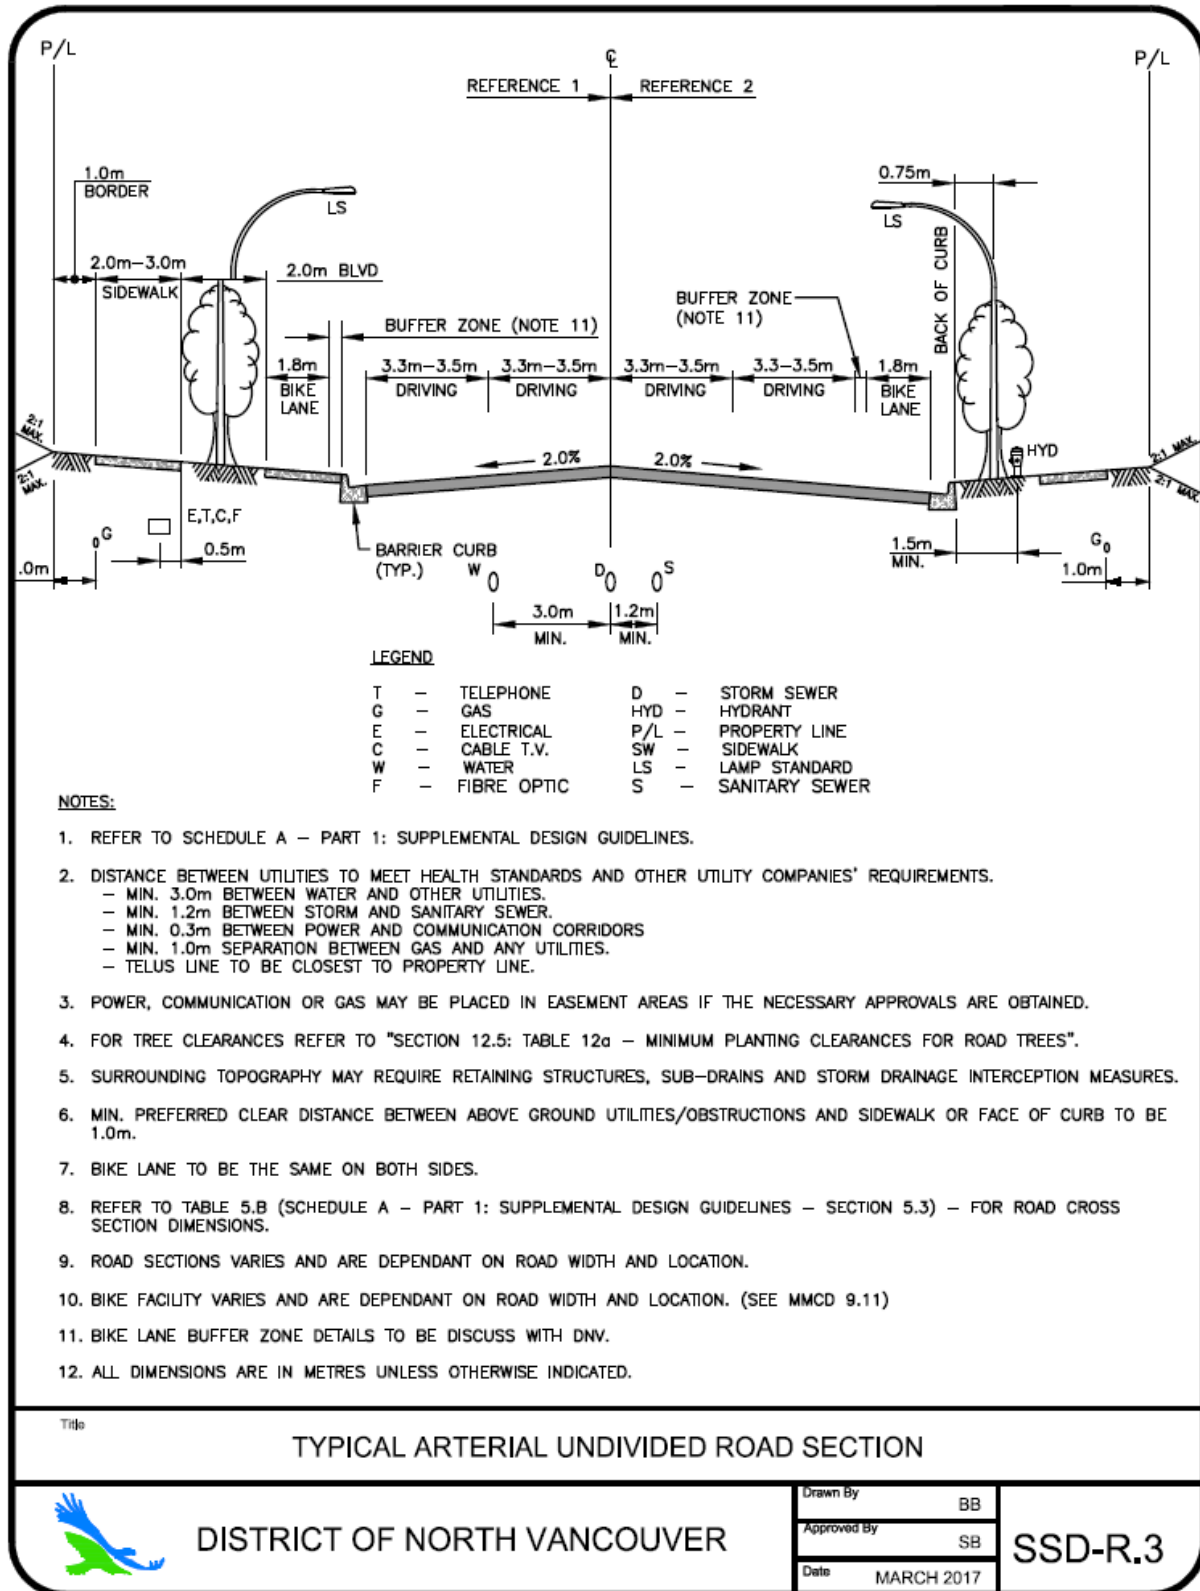 P/L
℄
P/L
REFERENCE 1
REFERENCE 2
1.0m
BORDER
0.75m
LS
LS
2.0m–3.0m
SIDEWALK
2.0m BLVD
BACK OF CURB
BUFFER ZONE
(NOTE 11)
BUFFER ZONE (NOTE 11)
1.8m
BIKE
LANE
3.3m–3.5m
DRIVING
3.3m–3.5m
DRIVING
3.3m–3.5m
DRIVING
3.3–3.5m
DRIVING
1.8m
BIKE
LANE
2:1
MAX.
2:1
MAX.
2.0%
2.0%
HYD
2:1 MAX.
2:1 MAX.
G
E,T,C,F
0.5m
.0m
BARRIER CURB
(TYP.)
W
D
S
1.5m
MIN.
G
1.0m
3.0m
MIN.
1.2m
MIN.
LEGEND
T – TELEPHONE D – STORM SEWER
G – GAS HYD – HYDRANT
E – ELECTRICAL P/L – PROPERTY LINE
C – CABLE T.V. SW – SIDEWALK
W – WATER LS – LAMP STANDARD
F – FIBRE OPTIC S – SANITARY SEWER
NOTES:
1. REFER TO SCHEDULE A – PART 1: SUPPLEMENTAL DESIGN GUIDELINES.
2. DISTANCE BETWEEN UTILITIES TO MEET HEALTH STANDARDS AND OTHER UTILITY COMPANIES' REQUIREMENTS.
– MIN. 3.0m BETWEEN WATER AND OTHER UTILITIES.
– MIN. 1.2m BETWEEN STORM AND SANITARY SEWER.
– MIN. 0.3m BETWEEN POWER AND COMMUNICATION CORRIDORS
– MIN. 1.0m SEPARATION BETWEEN GAS AND ANY UTILITIES.
– TELUS LINE TO BE CLOSEST TO PROPERTY LINE.
3. POWER, COMMUNICATION OR GAS MAY BE PLACED IN EASEMENT AREAS IF THE NECESSARY APPROVALS ARE OBTAINED.
4. FOR TREE CLEARANCES REFER TO "SECTION 12.5: TABLE 12a – MINIMUM PLANTING CLEARANCES FOR ROAD TREES".
5. SURROUNDING TOPOGRAPHY MAY REQUIRE RETAINING STRUCTURES, SUB-DRAINS AND STORM DRAINAGE INTERCEPTION MEASURES.
6. MIN. PREFERRED CLEAR DISTANCE BETWEEN ABOVE GROUND UTILITIES/OBSTRUCTIONS AND SIDEWALK OR FACE OF CURB TO BE
1.0m.
7. BIKE LANE TO BE THE SAME ON BOTH SIDES.
8. REFER TO TABLE 5.B (SCHEDULE A – PART 1: SUPPLEMENTAL DESIGN GUIDELINES – SECTION 5.3) – FOR ROAD CROSS
SECTION DIMENSIONS.
9. ROAD SECTIONS VARIES AND ARE DEPENDANT ON ROAD WIDTH AND LOCATION.
10. BIKE FACILITY VARIES AND ARE DEPENDANT ON ROAD WIDTH AND LOCATION. (SEE MMCD 9.11)
11. BIKE LANE BUFFER ZONE DETAILS TO BE DISCUSS WITH DNV.
12. ALL DIMENSIONS ARE IN METRES UNLESS OTHERWISE INDICATED.
Title
TYPICAL ARTERIAL UNDIVIDED ROAD SECTION
DISTRICT OF NORTH VANCOUVER
Drawn By
BB
Approved By
SB
Date
MARCH 2017
SSD-R.3